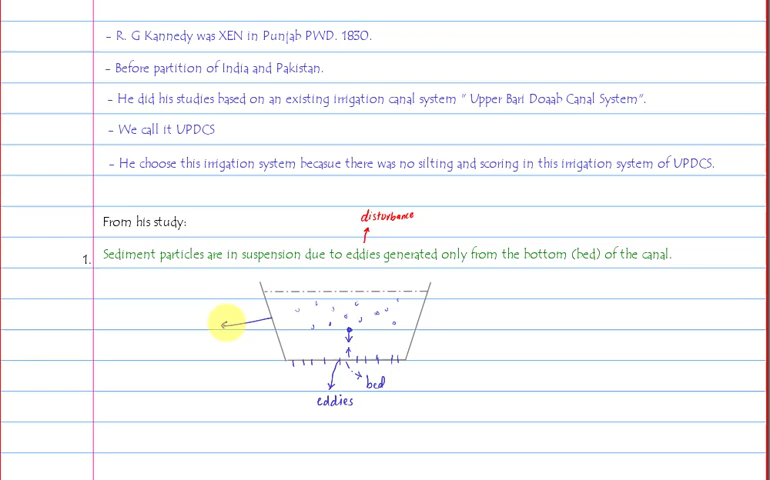 - R. G Kannedy was XEN in Punjab PWD. 1830.
- Before partition of India and Pakistan.
- He did his studies based on an existing irrigation canal system " Upper Bari Doaab Canal System".
- We call it UPDCS
- He choose this irrigation system becasue there was no silting and scoring in this irrigation system of UPDCS.
disturbance
From his study:
1. Sediment particles are in suspension due to eddies generated only from the bottom (bed) of the canal.
bed
eddies